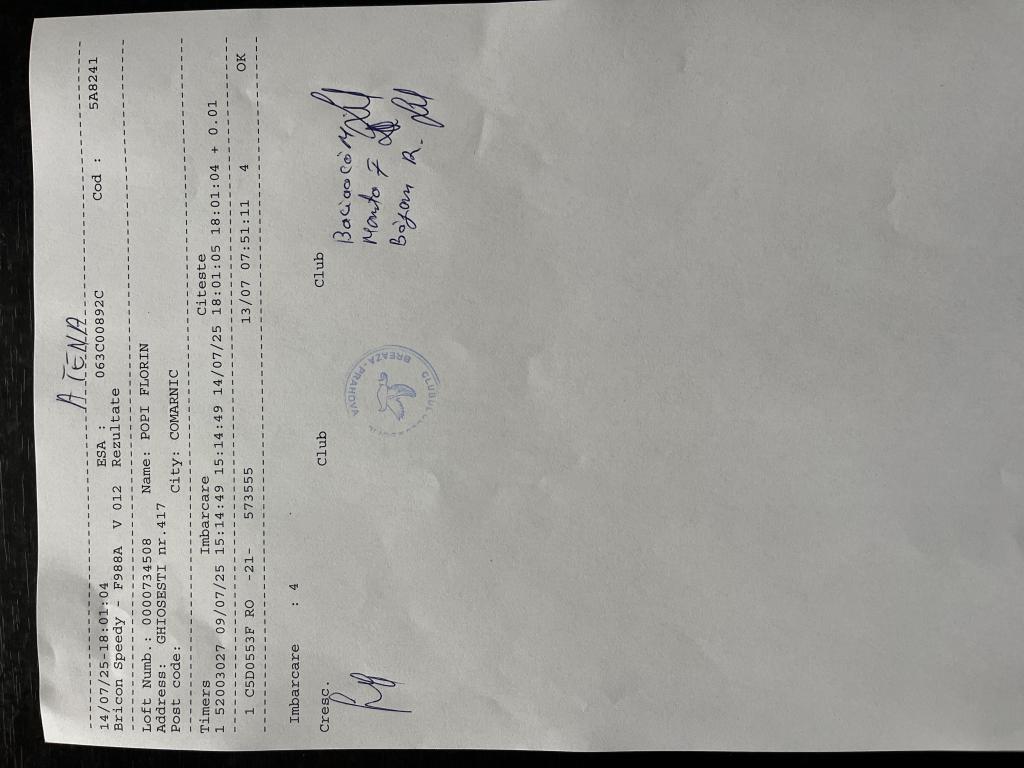 ATENA
14/07/25-18:01:04 ESA : 063C00892C Cod : 5A8241
Bricon Speedy F988A V 012 Rezultate
Loft Numb.: 0000734508 Name: POPI FLORIN
Address: GHIOSESTI nr.417
Post code: City: COMARNIC
Timers Imbarcare Citeste
1 52003027 09/07/25 15:14:49 15:14:49 14/07/25 18:01:05 18:01:04 + 0.01
1 C5D0553F RO -21- 573555 13/07 07:51:11 4 OK
Imbarcare : 4
Cresc. Club Club
BREAZA-PRAHOVA